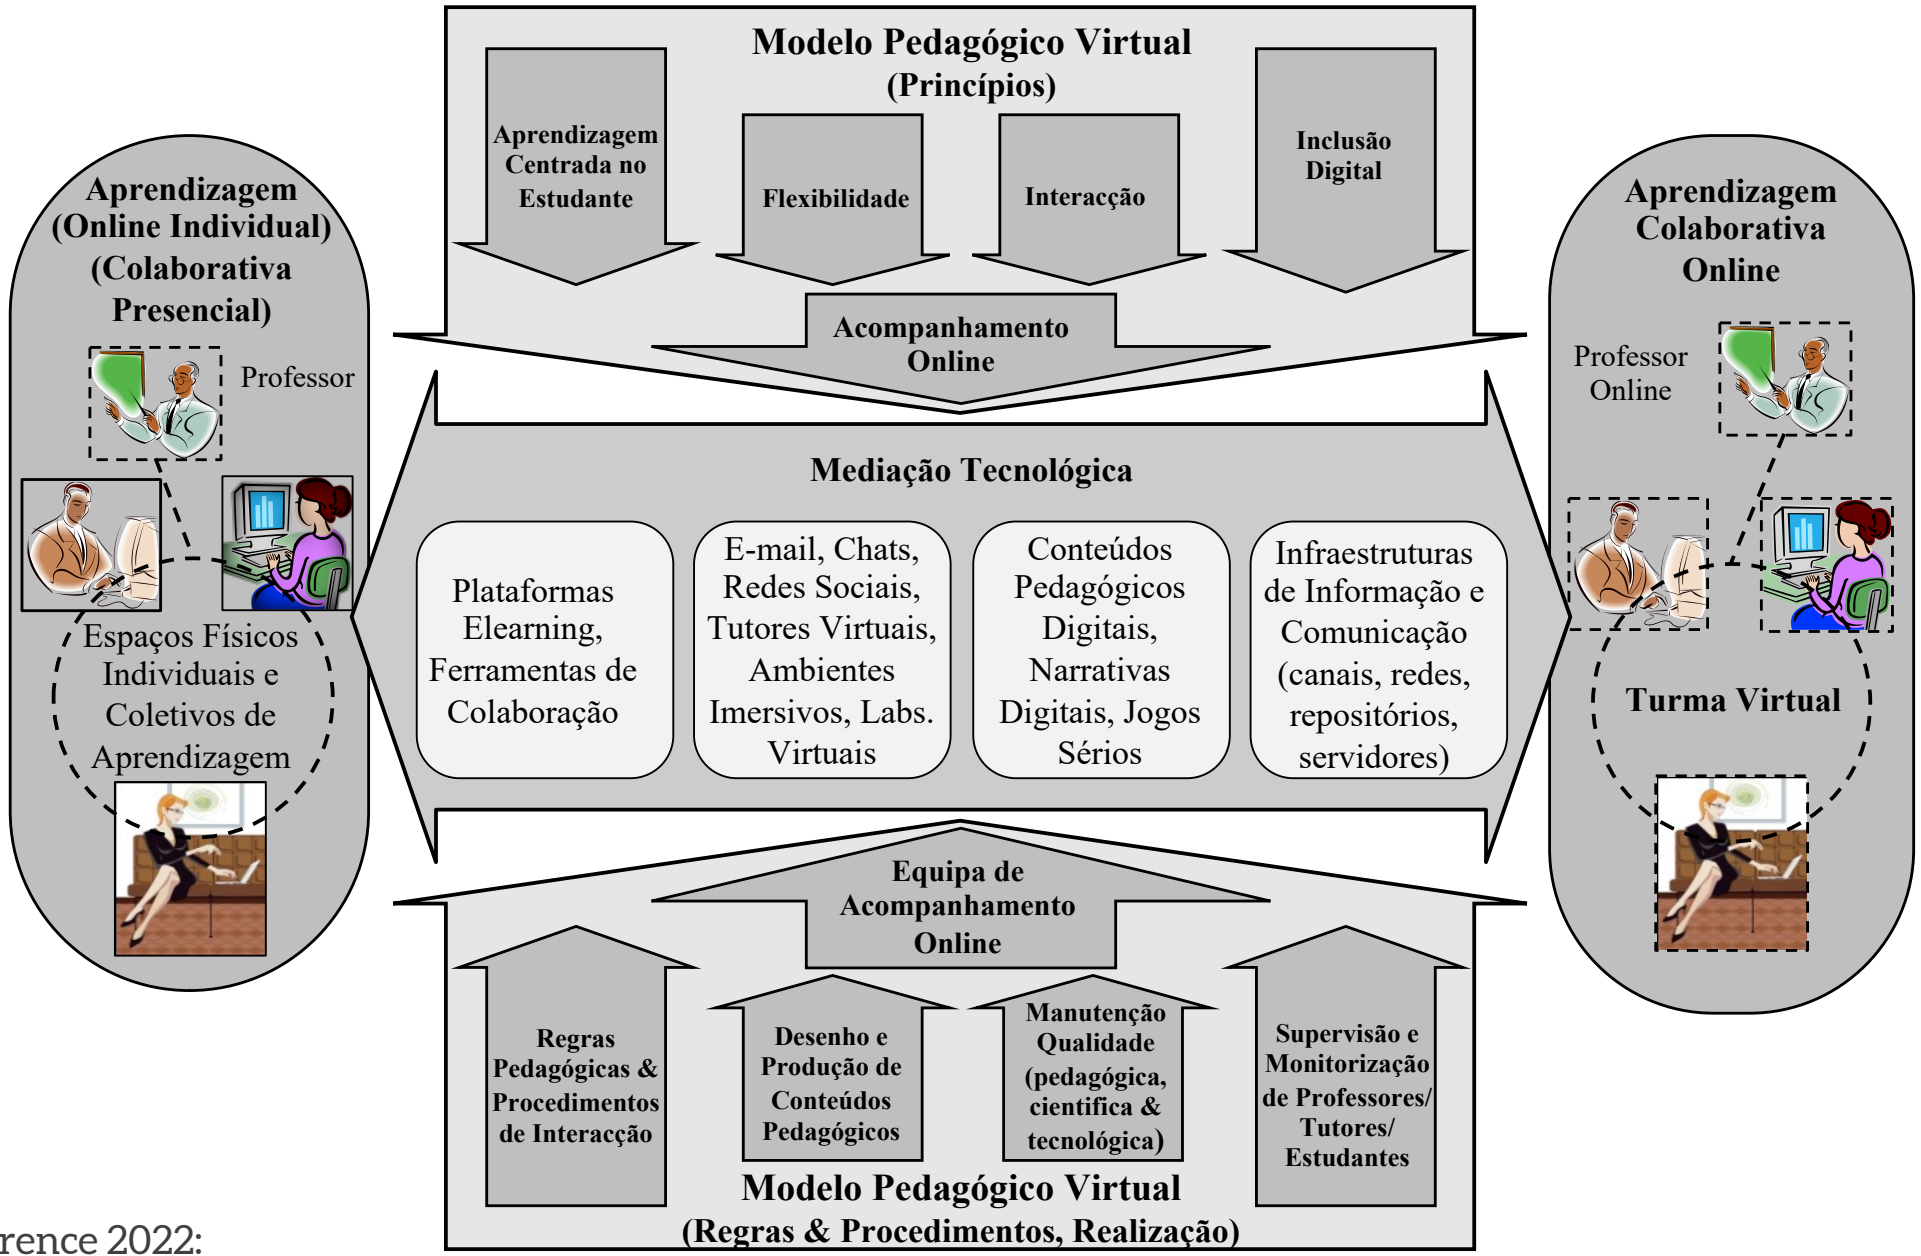 Modelo Pedagógico Virtual
(Princípios)
Aprendizagem
Centrada no
Estudante
Flexibilidade
Interacção
Inclusão
Digital
Acompanhamento
Online
Aprendizagem
(Online Individual)
(Colaborativa
Presencial)
Professor
Espaços Físicos
Individuais e
Coletivos de
Aprendizagem
Mediação Tecnológica
Plataformas
Elearning,
Ferramentas de
Colaboração
E-mail, Chats,
Redes Sociais,
Tutores Virtuais,
Ambientes
Imersivos, Labs.
Virtuais
Conteúdos
Pedagógicos
Digitais,
Narrativas
Digitais, Jogos
Sérios
Infraestruturas
de Informação e
Comunicação
(canais, redes,
repositórios,
servidores)
Aprendizagem
Colaborativa
Online
Professor
Online
Turma Virtual
Equipa de
Acompanhamento
Online
Regras
Pedagógicas &
Procedimentos
de Interacção
Desenho e
Produção de
Conteúdos
Pedagógicos
Manutenção
Qualidade
(pedagógica,
cientifica &
tecnológica)
Supervisão e
Monitorização
de Professores/
Tutores/
Estudantes
Modelo Pedagógico Virtual
(Regras & Procedimentos, Realização)
rence 2022: